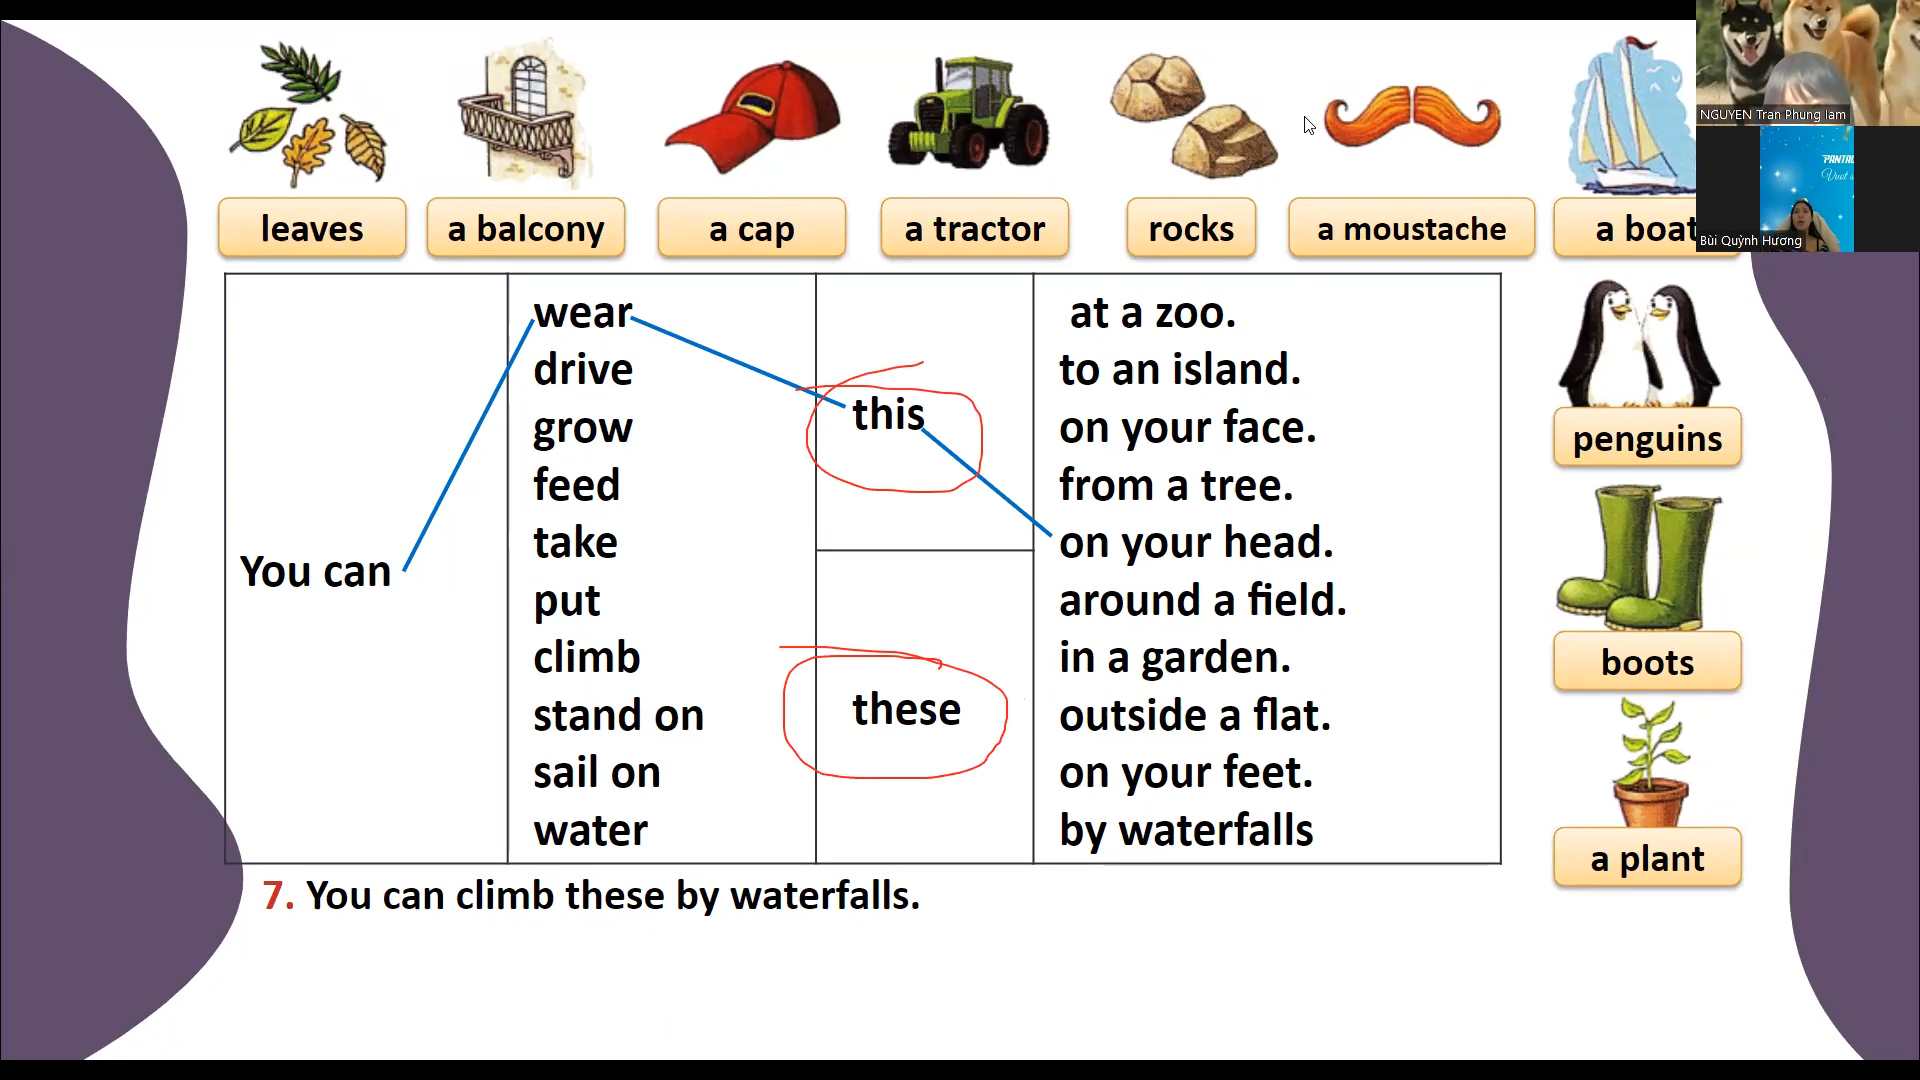 NGUYEN Tran Phung lam
Bùi Quỳnh Hương
leaves
a balcony
a cap
a tractor
rocks
a moustache
a boat
You can
wear
drive
grow
feed
take
put
climb
stand on
sail on
water
this
these
at a zoo.
to an island.
on your face.
from a tree.
on your head.
around a field.
in a garden.
outside a flat.
on your feet.
by waterfalls
penguins
boots
a plant
7. You can climb these by waterfalls.